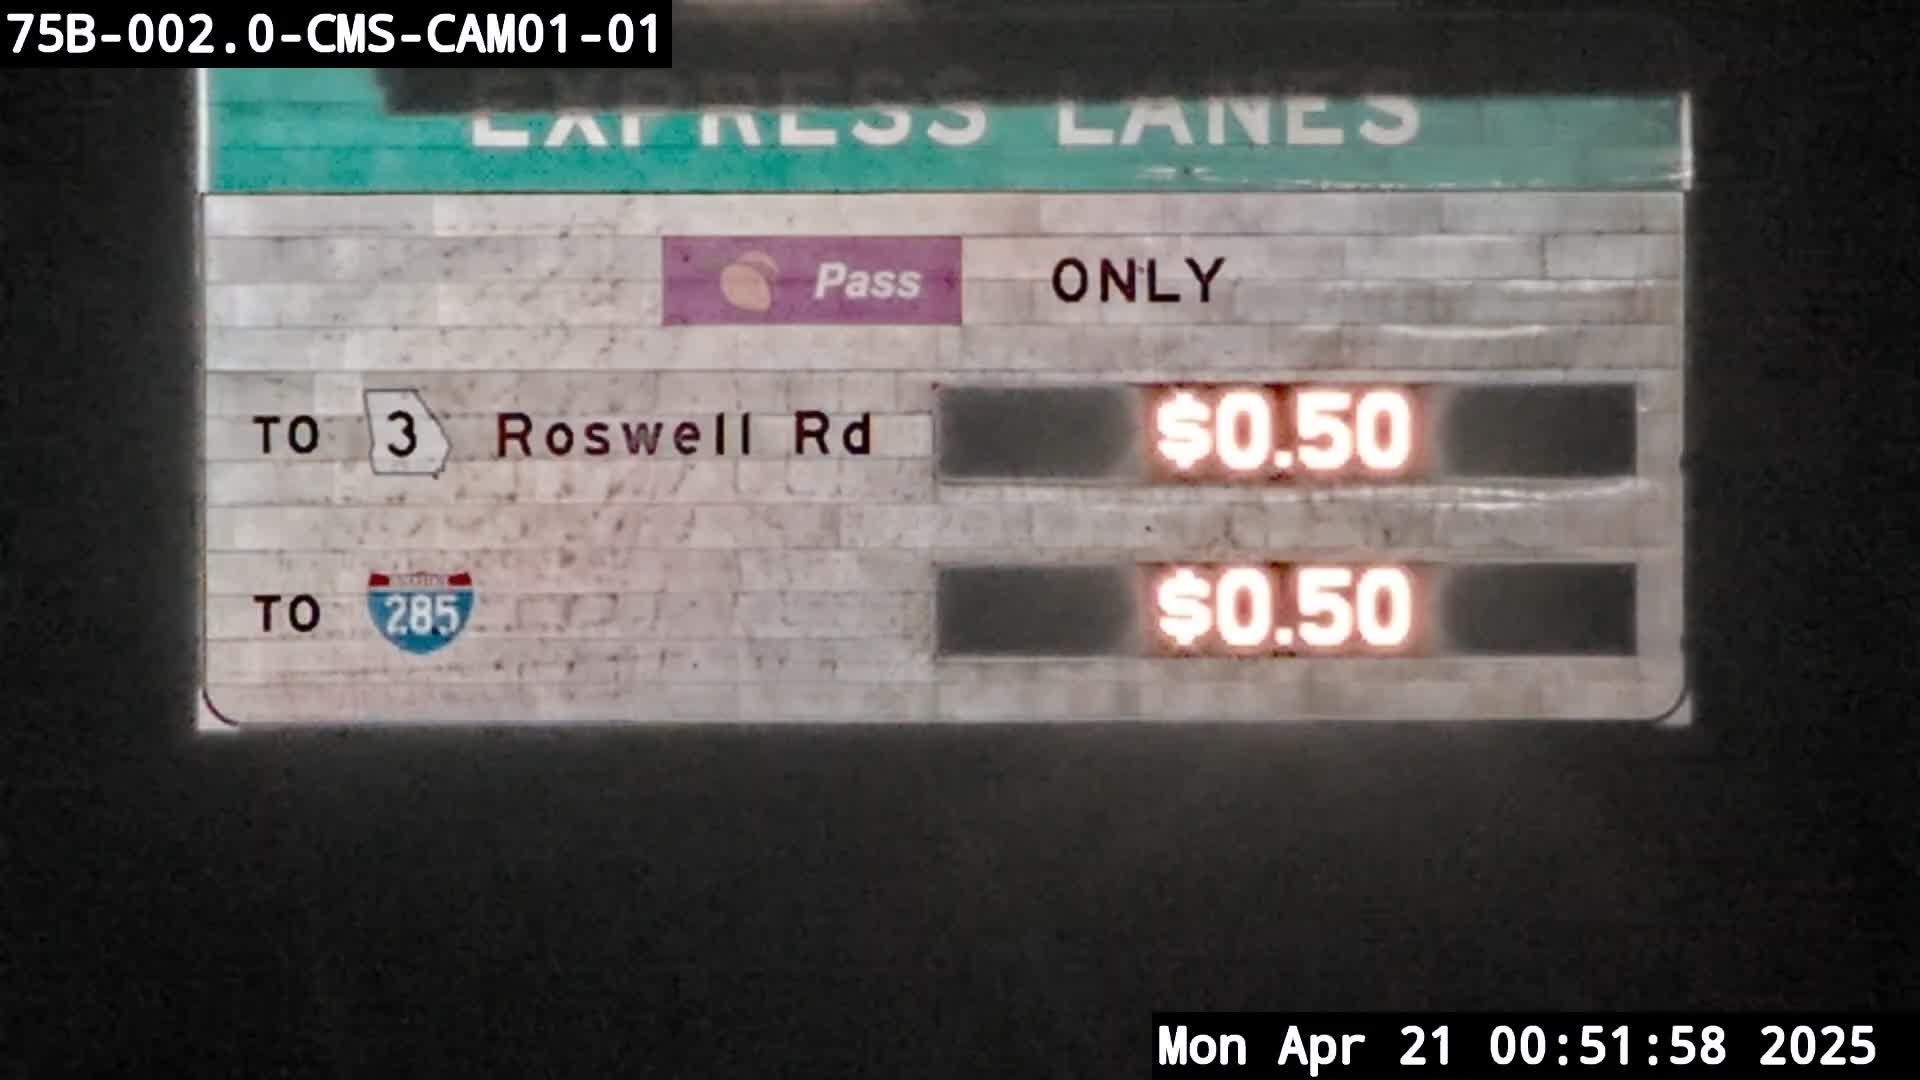 75B-002.0-CMS-CAM01-01
EXPRESS LANES
Pass ONLY
TO 3 Roswell Rd $0.50
TO 285 $0.50
Mon Apr 21 00:51:58 2025